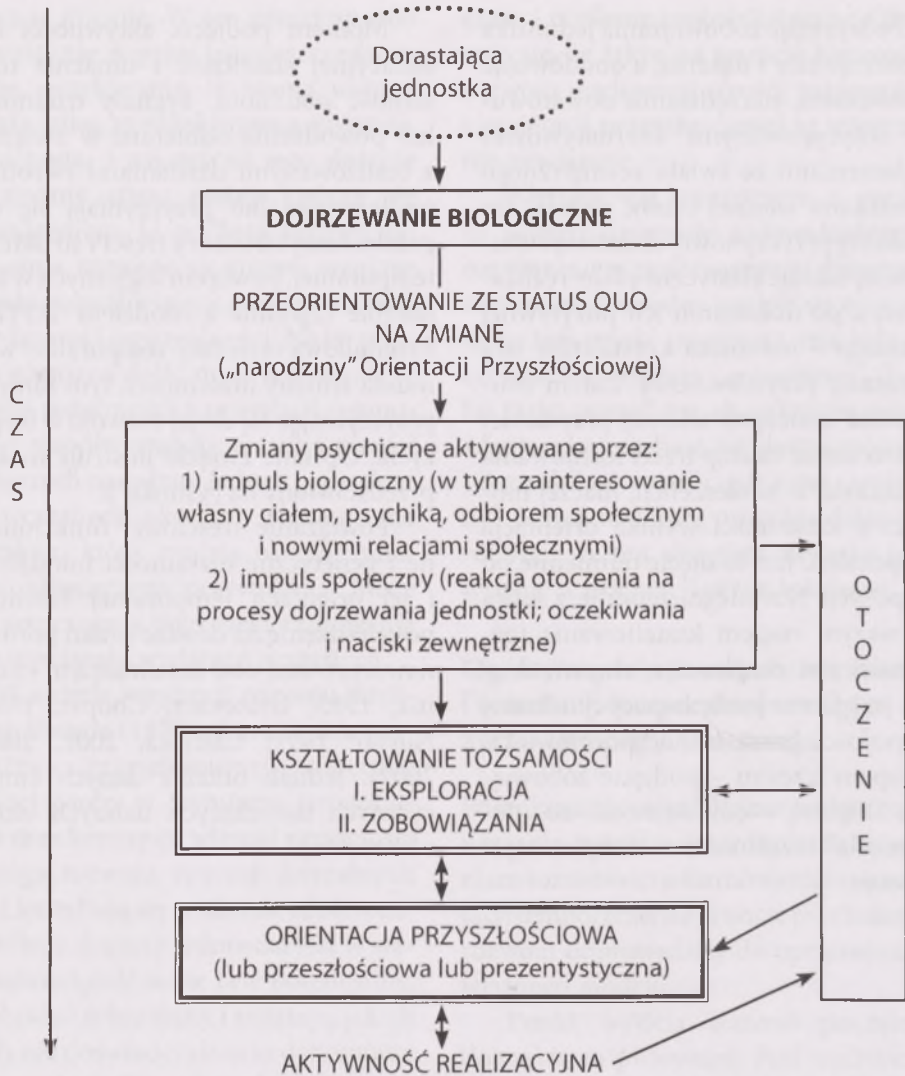 Dorastająca
jednostka
DOJRZEWANIE BIOLOGICZNE
PRZEORIENTOWANIE ZE STATUS QUO
NA ZMIANĘ
(„narodziny Orientacji Przyszłościowej)
C
Z
A
S
Zmiany psychiczne aktywowane przez:
1) impuls biologiczny (w tym zainteresowanie
własny ciałem, psychiką, odbiorem społecznym
i nowymi relacjami społecznymi)
2) impuls społeczny (reakcja otoczenia na
procesy dojrzewania jednostki; oczekiwania
i naciski zewnętrzne)
O
T
O
C
Z
E
N
I
E
KSZTAŁTOWANIE TOŻSAMOŚCI
I. EKSPLORACJA
II. ZOBOWIĄZANIA
ORIENTACJA PRZYSZŁOŚCIOWA
(lub przeszłościowa lub prezentystyczna)
AKTYWNOŚĆ REALIZACYJNA